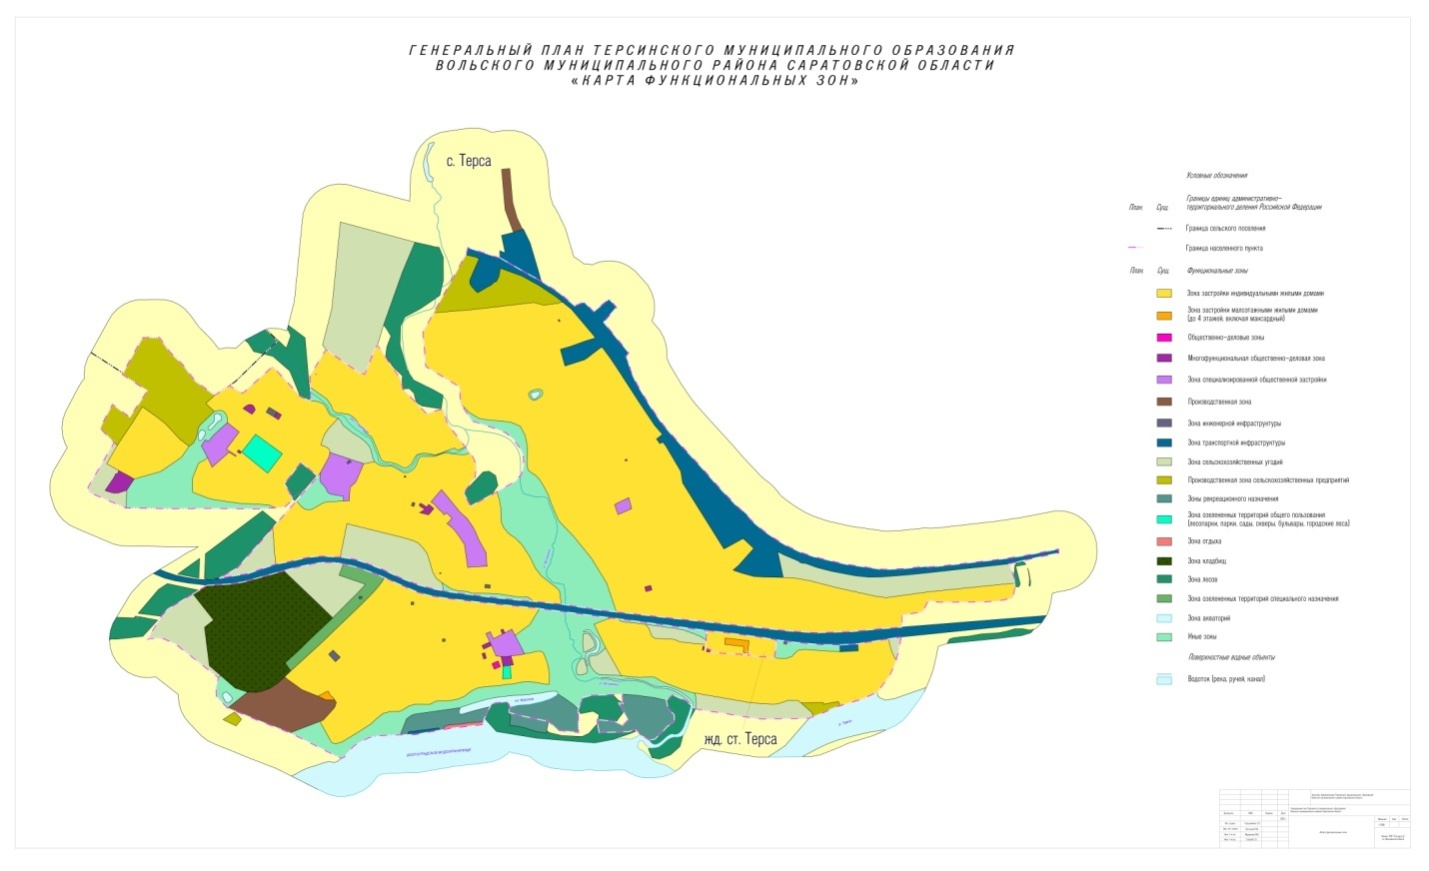 ГЕНЕРАЛЬНЫЙ ПЛАН ТЕРСИНСКОГО МУНИЦИПАЛЬНОГО ОБРАЗОВАНИЯ
ВОЛЬСКОГО МУНИЦИПАЛЬНОГО РАЙОНА САРАТОВСКОЙ ОБЛАСТИ
«КАРТА ФУНКЦИОНАЛЬНЫХ ЗОН»
с. Терса
жд. ст. Терса
Условные обозначения
План Сущ.
Границы единиц административно-
территориального деления Российской Федерации
Граница сельского поселения
Граница населенного пункта
План Сущ. Функциональные зоны
Зона застройки индивидуальными жилыми домами
Зона застройки малоэтажными жилыми домами
(до 4 этажей, включая мансардный)
Общественно-деловые зоны
Многофункциональная общественно-деловая зона
Зона специализированной общественной застройки
Производственная зона
Зона инженерной инфраструктуры
Зона транспортной инфраструктуры
Зона сельскохозяйственных угодий
Производственная зона сельскохозяйственных предприятий
Зоны рекреационного назначения
Зона озелененных территорий общего пользования
(лесопарки, парки, сады, скверы, бульвары, городские леса)
Зона отдыха
Зона кладбищ
Зона лесов
Зона озелененных территорий специального назначения
Зона акваторий
Иные зоны
Поверхностные водные объекты
Водоток (река, ручей, канал)